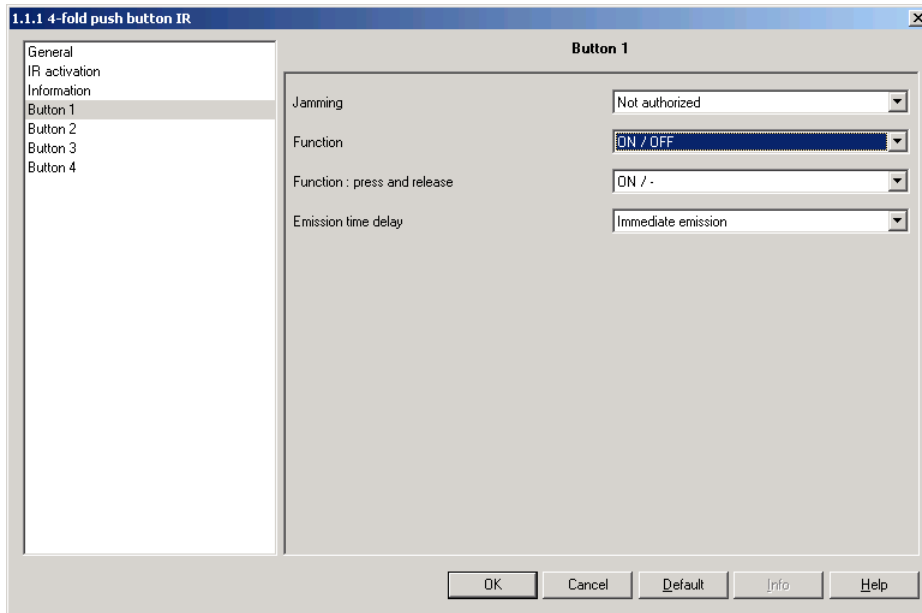 1.1.1 4-fold push button IR
General
IR activation
Information
Button 1
Button 2
Button 3
Button 4
Button 1
Jamming
Not authorized
Function
ON / OFF
Function : press and release
ON / -
Emission time delay
Immediate emission
OK
Cancel
Default
Info
Help